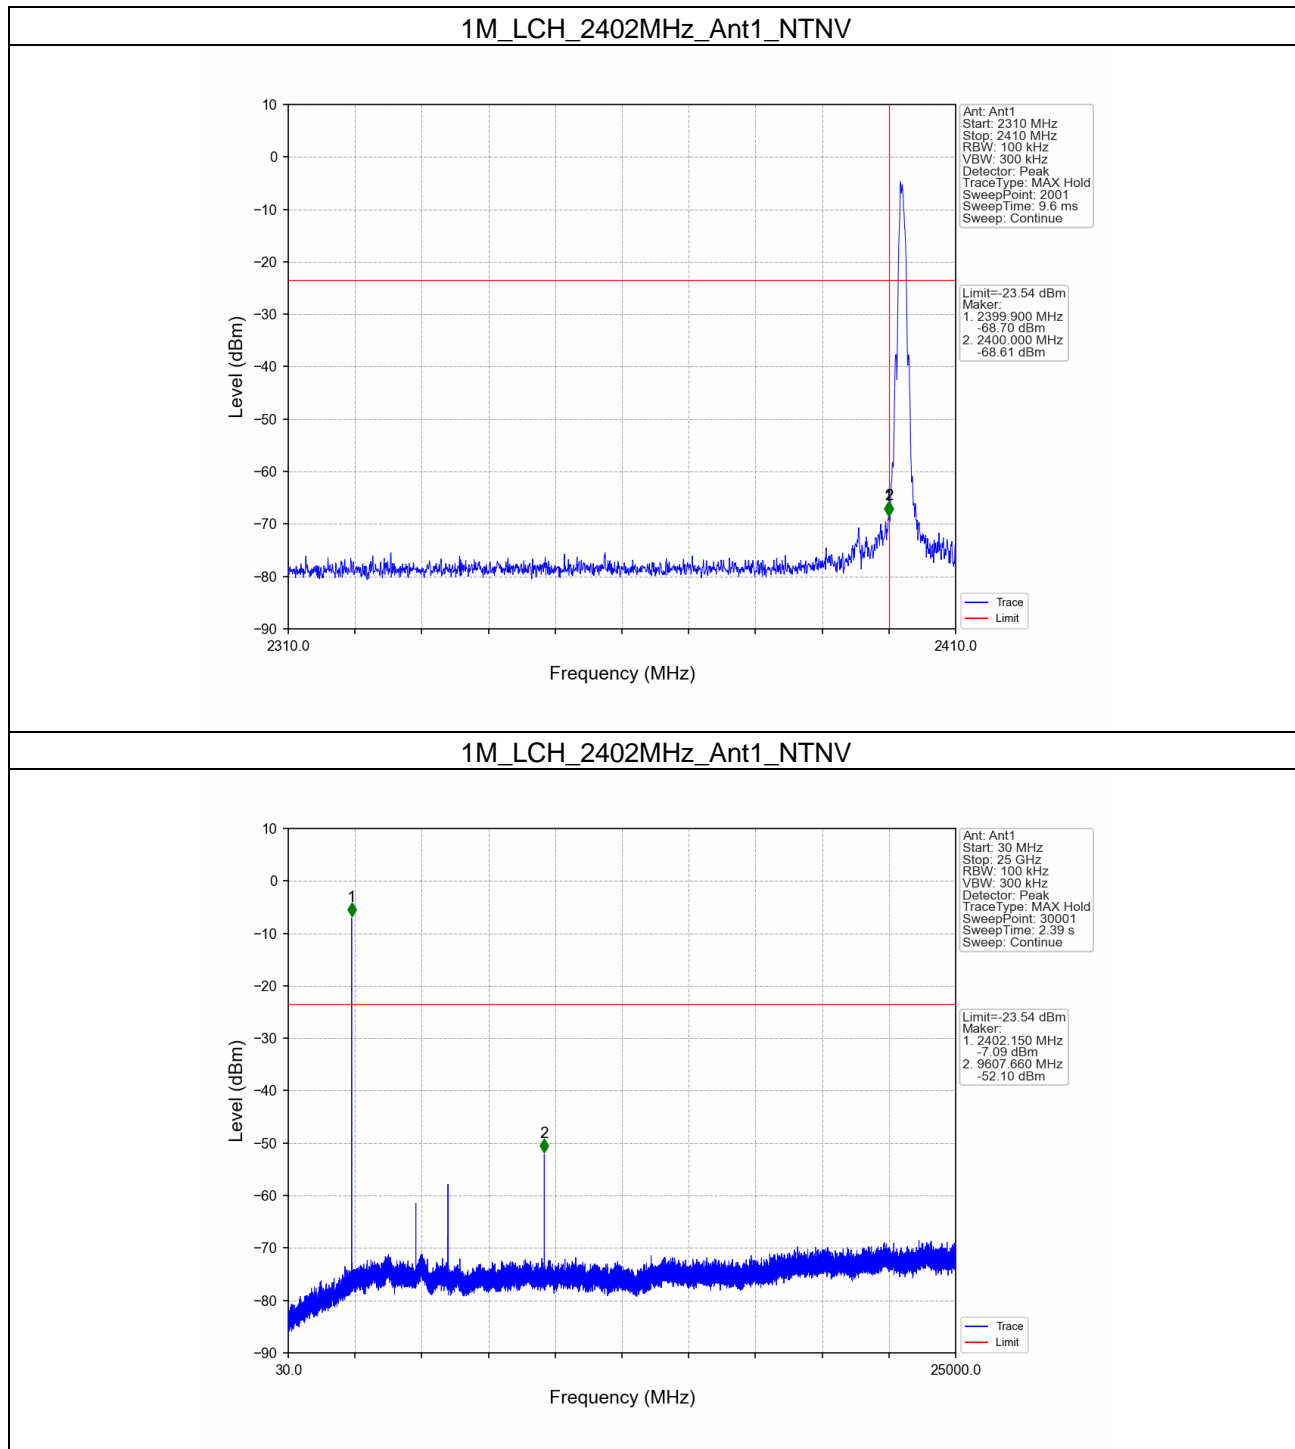 1M_LCH_2402MHz_Ant1_NTNV
10
0
−10
−20
−30
−40
−50
−60
−70
−80
−90
Level (dBm)
2310.0
2410.0
Frequency (MHz)
2
Ant: Ant1
Start: 2310 MHz
Stop: 2410 MHz
RBW: 100 kHz
VBW: 300 kHz
Detector: Peak
TraceType: MAX Hold
SweepPoint: 2001
SweepTime: 9.6 ms
Sweep: Continue
Limit=-23.54 dBm
Maker:
1. 2399.900 MHz
-68.70 dBm
2. 2400.000 MHz
-68.61 dBm
Trace
Limit
1M_LCH_2402MHz_Ant1_NTNV
10
0
−10
−20
−30
−40
−50
−60
−70
−80
−90
Level (dBm)
30.0
25000.0
Frequency (MHz)
1
2
Ant: Ant1
Start: 30 MHz
Stop: 25 GHz
RBW: 100 kHz
VBW: 300 kHz
Detector: Peak
TraceType: MAX Hold
SweepPoint: 30001
SweepTime: 2.39 s
Sweep: Continue
Limit=-23.54 dBm
Maker:
1. 2402.150 MHz
-7.09 dBm
2. 9607.660 MHz
-52.10 dBm
Trace
Limit